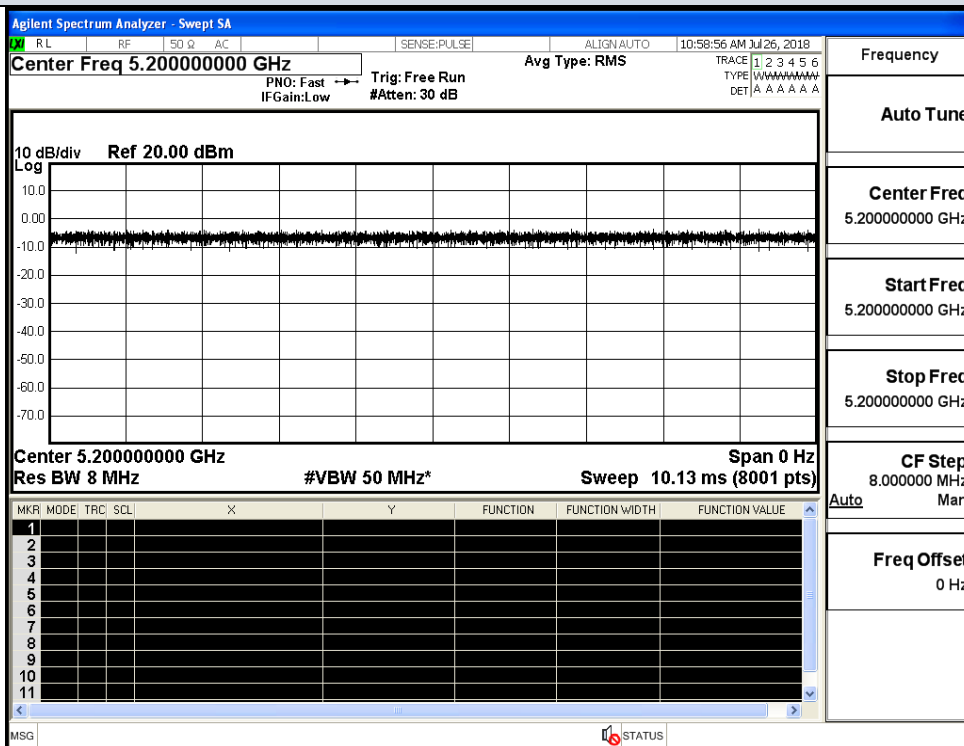 Agilent Spectrum Analyzer - Swept SA
LXI RL RF 50 Ω AC SENSE:PULSE ALIGN AUTO 10:58:56 AM Jul 26, 2018
Center Freq 5.200000000 GHz
PNO: Fast
IFGain:Low
Trig: Free Run
#Atten: 30 dB
Avg Type: RMS
TRACE 1 2 3 4 5 6
TYPE W
DET A A A A A A
10 dB/div Ref 20.00 dBm
Log
10.0
0.00
-10.0
-20.0
-30.0
-40.0
-50.0
-60.0
-70.0
Center 5.200000000 GHz Span 0 Hz
Res BW 8 MHz #VBW 50 MHz* Sweep 10.13 ms (8001 pts)
MKR MODE TRC SCL X Y FUNCTION FUNCTION WIDTH FUNCTION VALUE
1
2
3
4
5
6
7
8
9
10
11
MSG STATUS
Frequency
Auto Tune
Center Freq
5.200000000 GHz
Start Freq
5.200000000 GHz
Stop Freq
5.200000000 GHz
CF Step
8.000000 MHz
Auto Man
Freq Offset
0 Hz